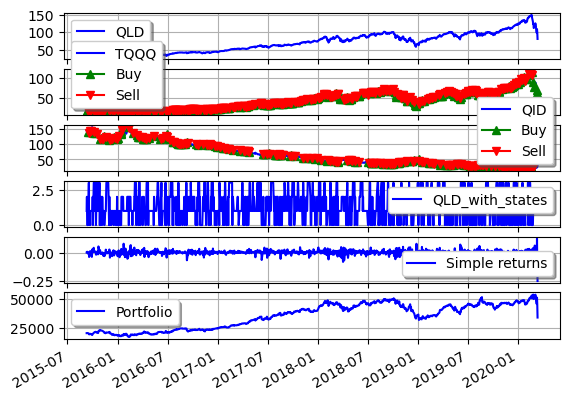 150
100
50
QLD
TQQQ
Buy
Sell
100
50
QID
Buy
Sell
150
100
50
2.5
0.0
QLD_with_states
0.00
−0.25
Simple returns
50000
25000
Portfolio
2015-07
2016-01
2016-07
2017-01
2017-07
2018-01
2018-07
2019-01
2019-07
2020-01